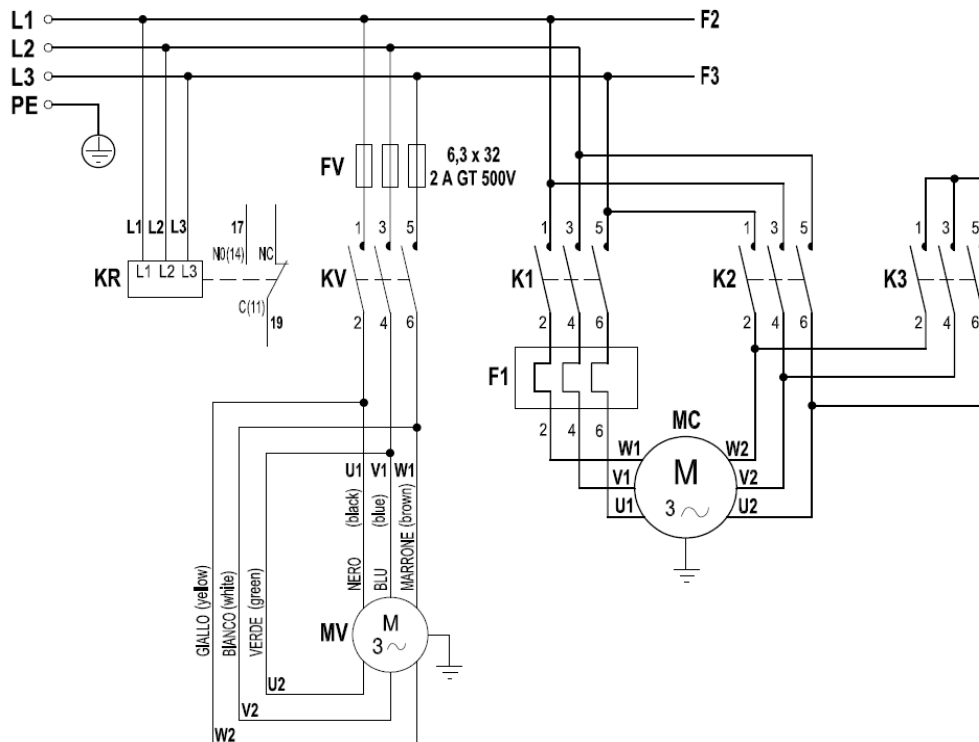 L1 F2
L2
L3 F3
PE
FV 6,3 x 32
2 A GT 500V
L1 L2 L3 17
N0(14) NC
KR L1 L2 L3
C(11)
19
1 3 5
KV
2 4 6
1 3 5
K1
2 4 6
1 3 5
K2
2 4 6
1 3 5
K3
2 4 6
F1
2 4 6
MC
W1 W2
V1 M V2
U1 3 U2
U1 V1 W1
(black) (blue) (brown)
NERO BLU MARRONE
GIALLO (yellow)
BIANCO (white)
VERDE (green)
MV M
3
U2
V2
W2